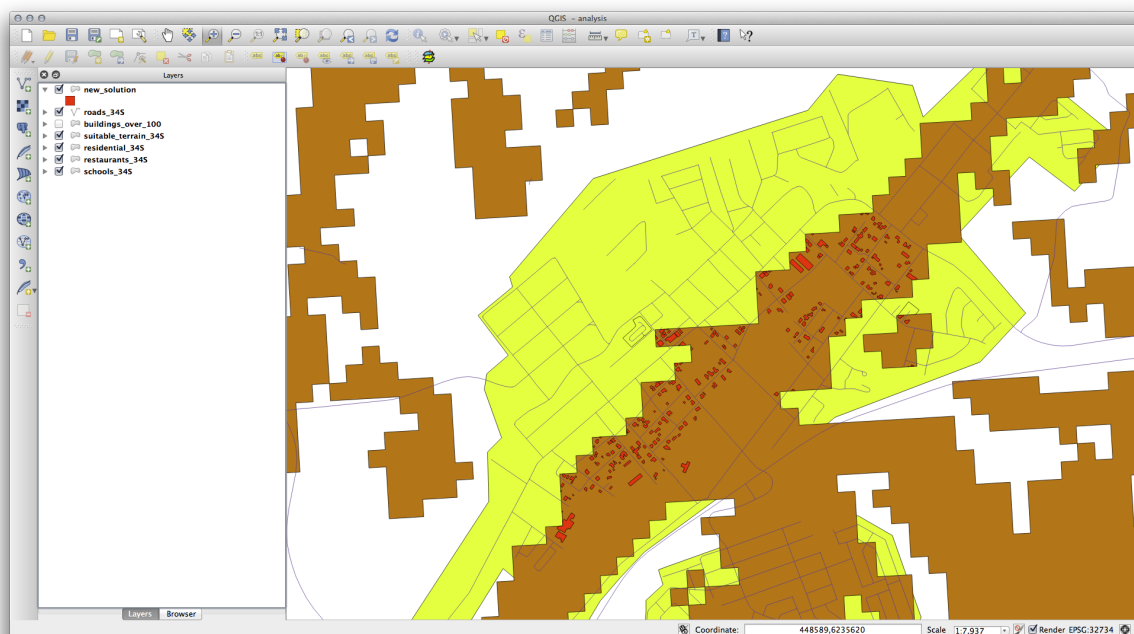 QGIS - analysis
Layers
new_solution
roads_34S
buildings_over_100
suitable_terrain_34S
residential_34S
restaurants_34S
schools_34S
Layers
Browser
Coordinate:
448589,6235620
Scale
1:7,937
Render
EPSG:32734